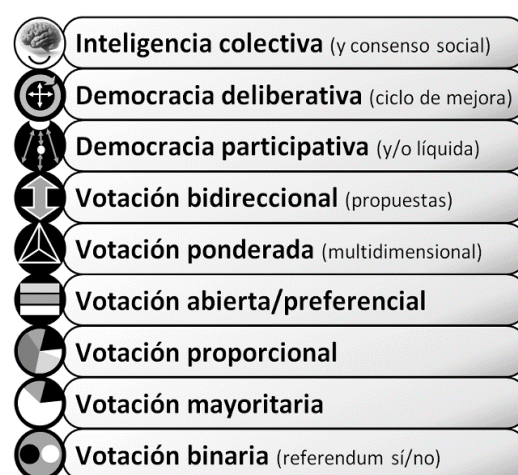 Inteligencia colectiva (y consenso social)
Democracia deliberativa (ciclo de mejora)
Democracia participativa (y/o líquida)
Votación bidireccional (propuestas)
Votación ponderada (multidimensional)
Votación abierta/preferencial
Votación proporcional
Votación mayoritaria
Votación binaria (referendum sí/no)